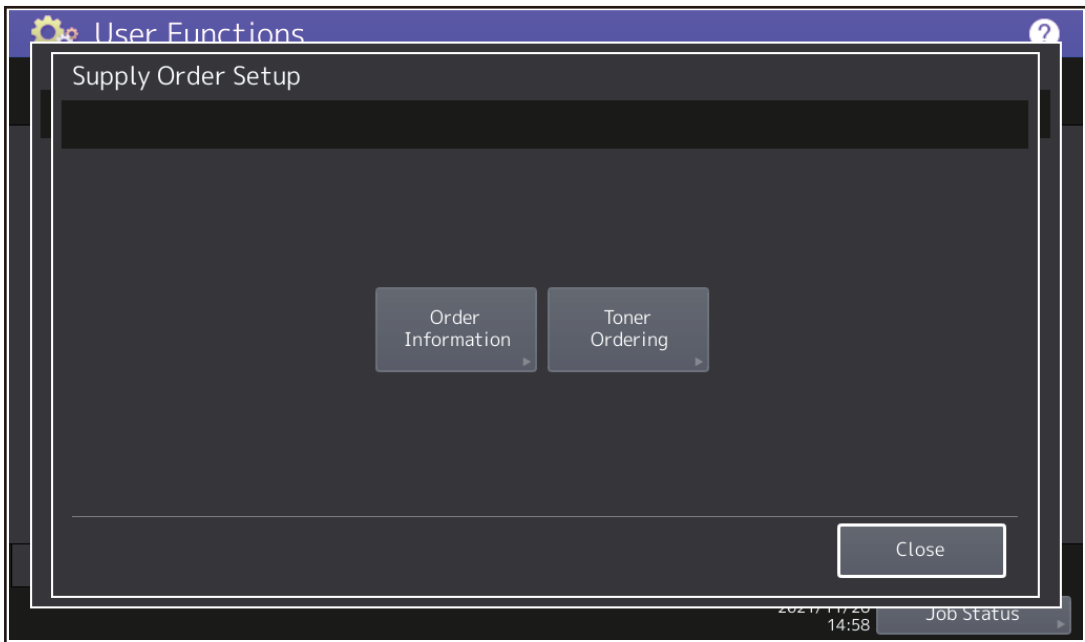 User Functions
?
Supply Order Setup
Order
Information
Toner
Ordering
Close
14:58
Job Status